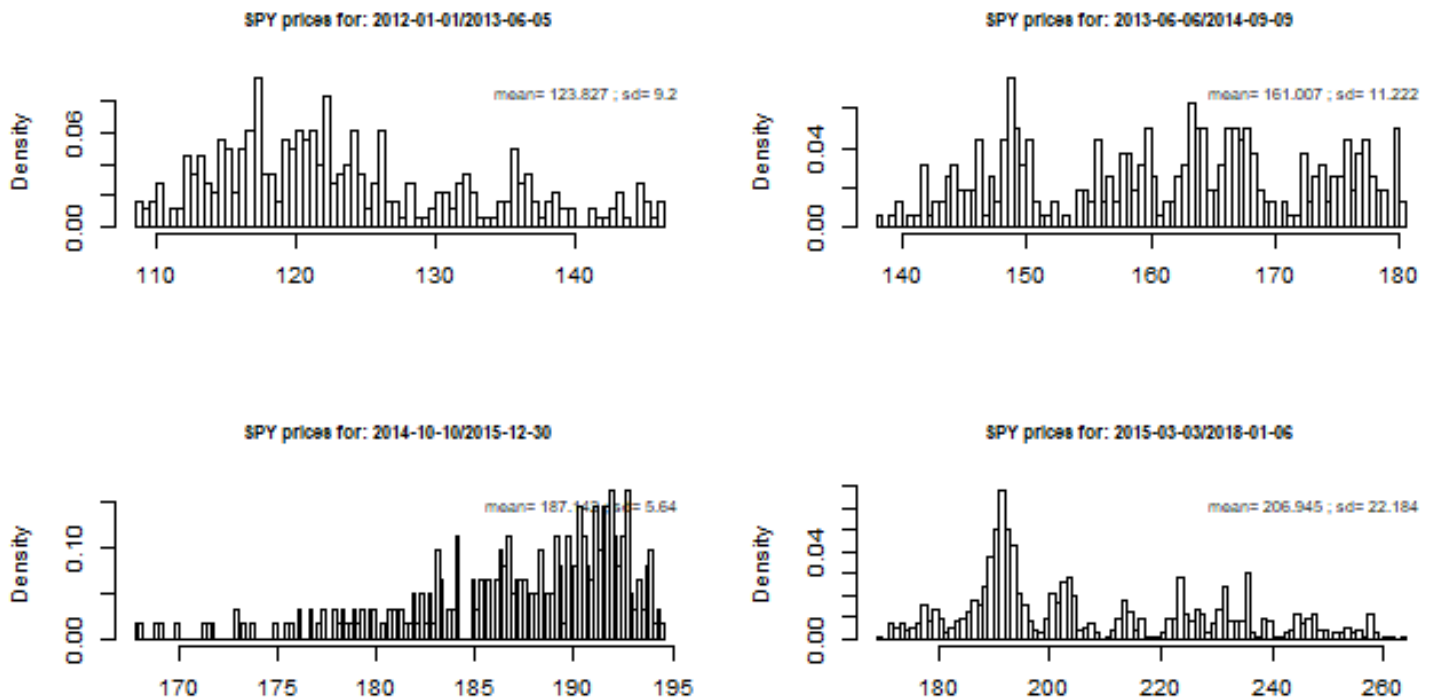 SPY prices for: 2012-01-01/2013-06-05
mean= 123.827 ; sd= 9.2
Density
0.00 0.06
110 120 130 140
SPY prices for: 2013-06-06/2014-09-09
mean= 161.007 ; sd= 11.222
Density
0.00 0.04
140 150 160 170 180
SPY prices for: 2014-10-10/2015-12-30
mean= sd= 5.64
Density
0.00 0.10
170 175 180 185 190 195
SPY prices for: 2015-03-03/2018-01-06
mean= 206.945 ; sd= 22.184
Density
0.00 0.04
180 200 220 240 260